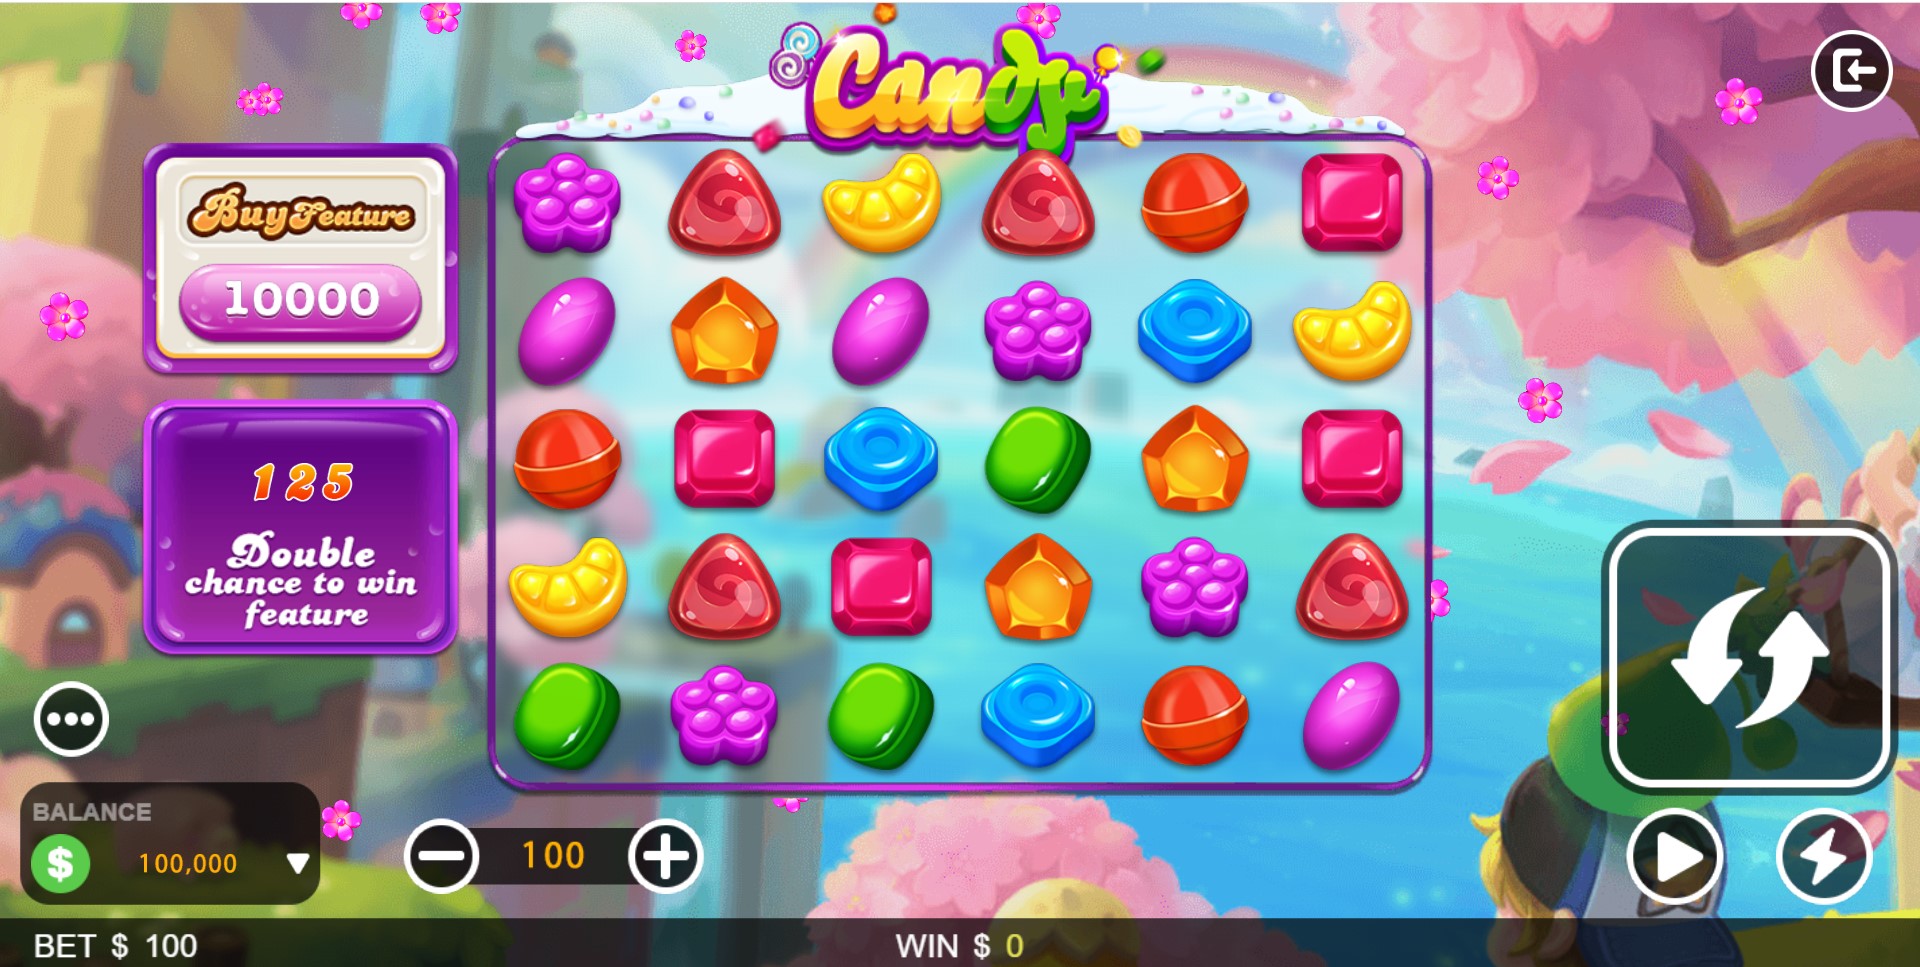 Candy
Buy Feature
10000
125
Double
chance to win
feature
BALANCE
$ 100,000
100
BET $ 100
WIN $ 0